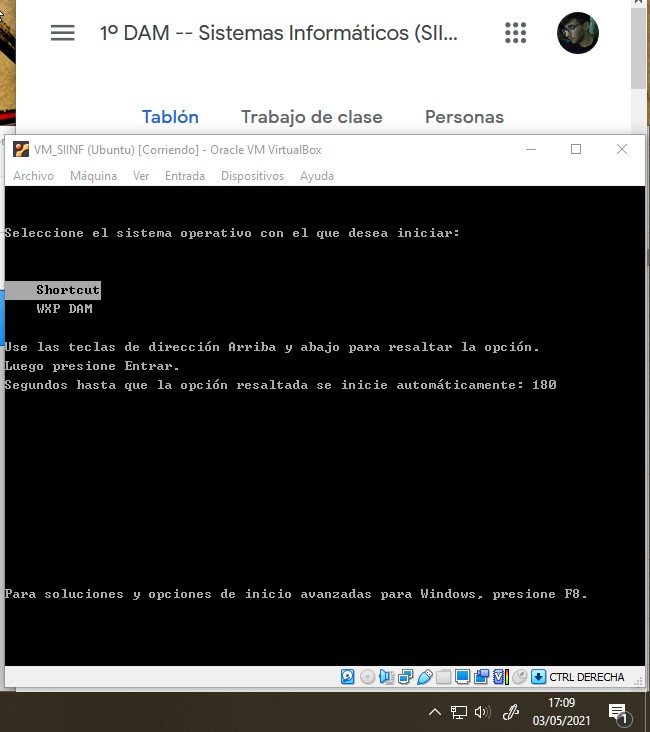 1º DAM -- Sistemas Informáticos (SII...
Tablón Trabajo de clase Personas
VM_SIINF (Ubuntu) [Corriendo] - Oracle VM VirtualBox
Archivo Máquina Ver Entrada Dispositivos Ayuda
Seleccione el sistema operativo con el que desea iniciar:
Shortcut
WXP DAM
Use las teclas de dirección Arriba y abajo para resaltar la opción.
Luego presione Entrar.
Segundos hasta que la opción resaltada se inicie automáticamente: 180
Para soluciones y opciones de inicio avanzadas para Windows, presione F8.
CTRL DERECHA
17:09
03/05/2021
1